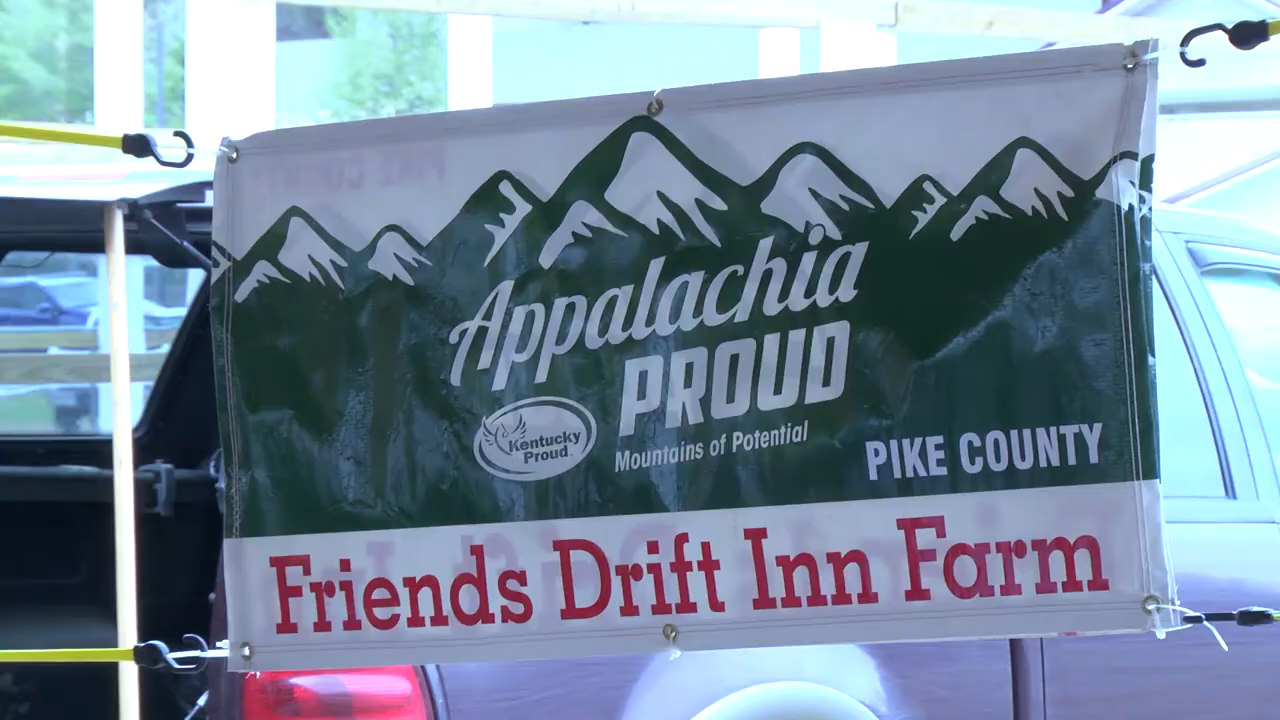 Appalachia
PROUD
Kentucky
Proud
Mountains of Potential
PIKE COUNTY
Friends Drift Inn Farm